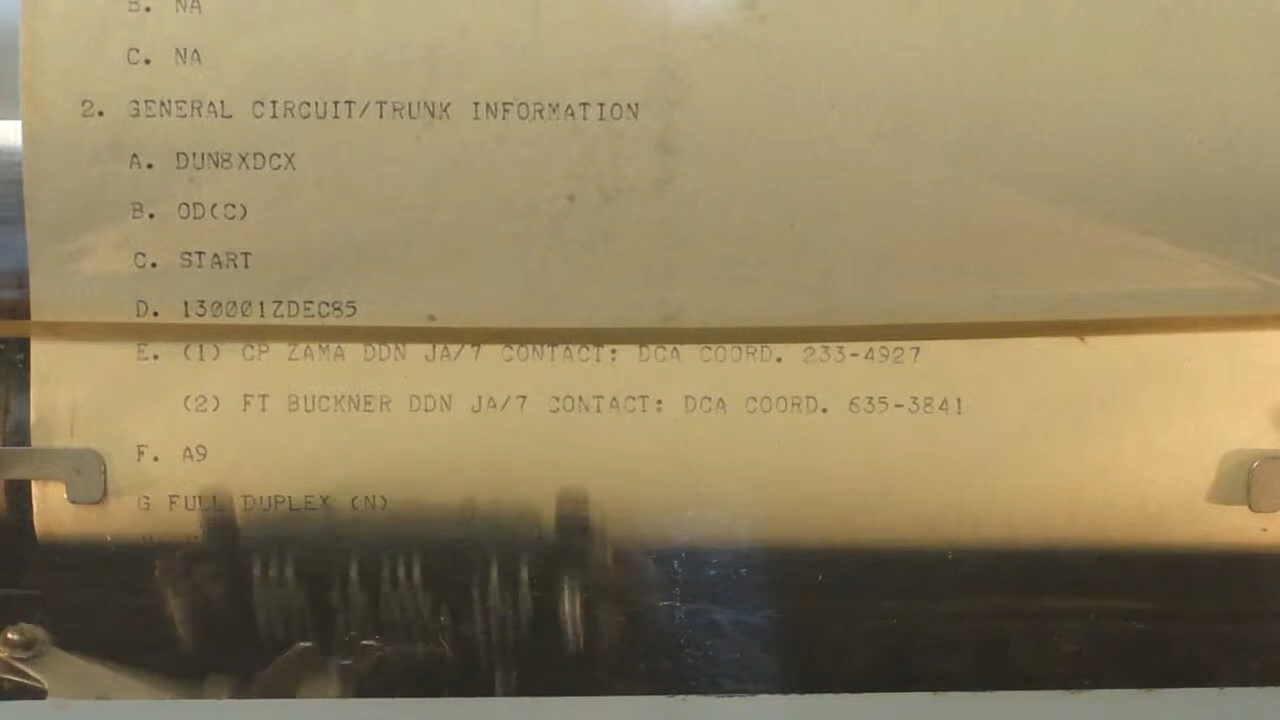 B. NA
C. NA
2. GENERAL CIRCUIT/TRUNK INFORMATION
A. DUN8XDCX
B. OD(C)
C. START
D. 130001ZDEC85
E. (1) CP ZAMA DDN JA/7 CONTACT: DCA COORD. 233-4927
(2) FT BUCKNER DDN JA/7 CONTACT: DCA COORD. 635-3841
F. A9
G FULL DUPLEX (N)